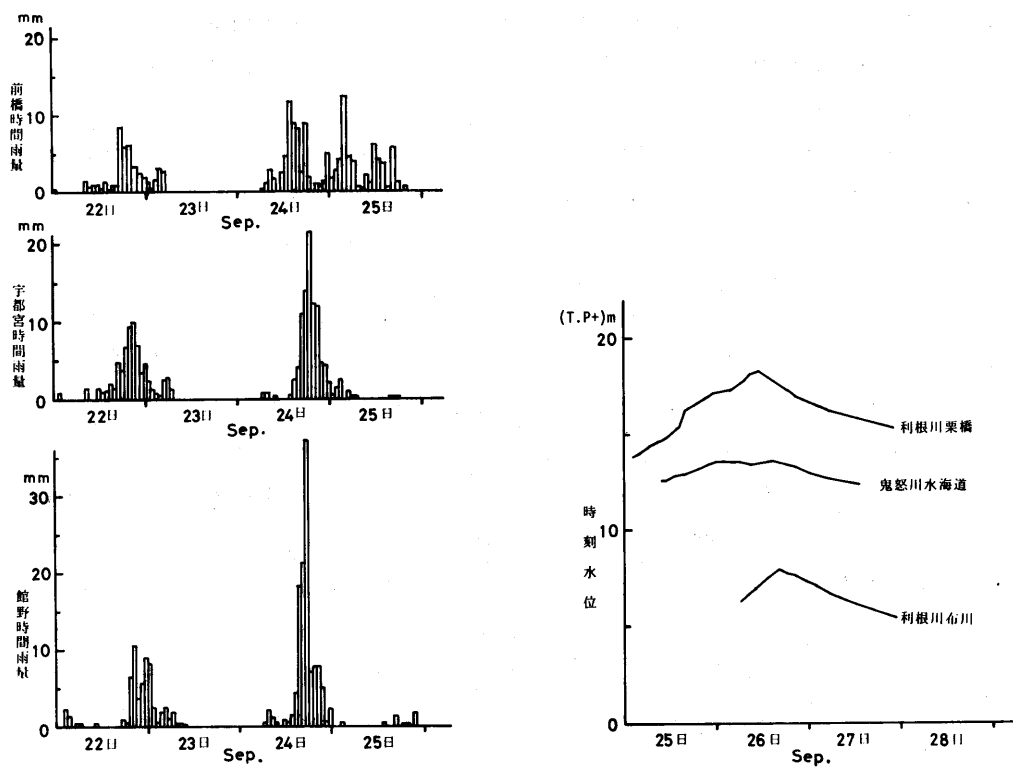 mm
20
10
0
前橋時間雨量
22日 23日 24日 25日
Sep.
mm
20
10
0
宇都宮時間雨量
22日 23日 24日 25日
Sep.
mm
30
20
10
0
館野時間雨量
22日 23日 24日 25日
Sep.
(T.P+)m
20
10
0
時刻水位
利根川栗橋
鬼怒川水海道
利根川布川
25日 26日 27日 28日
Sep.